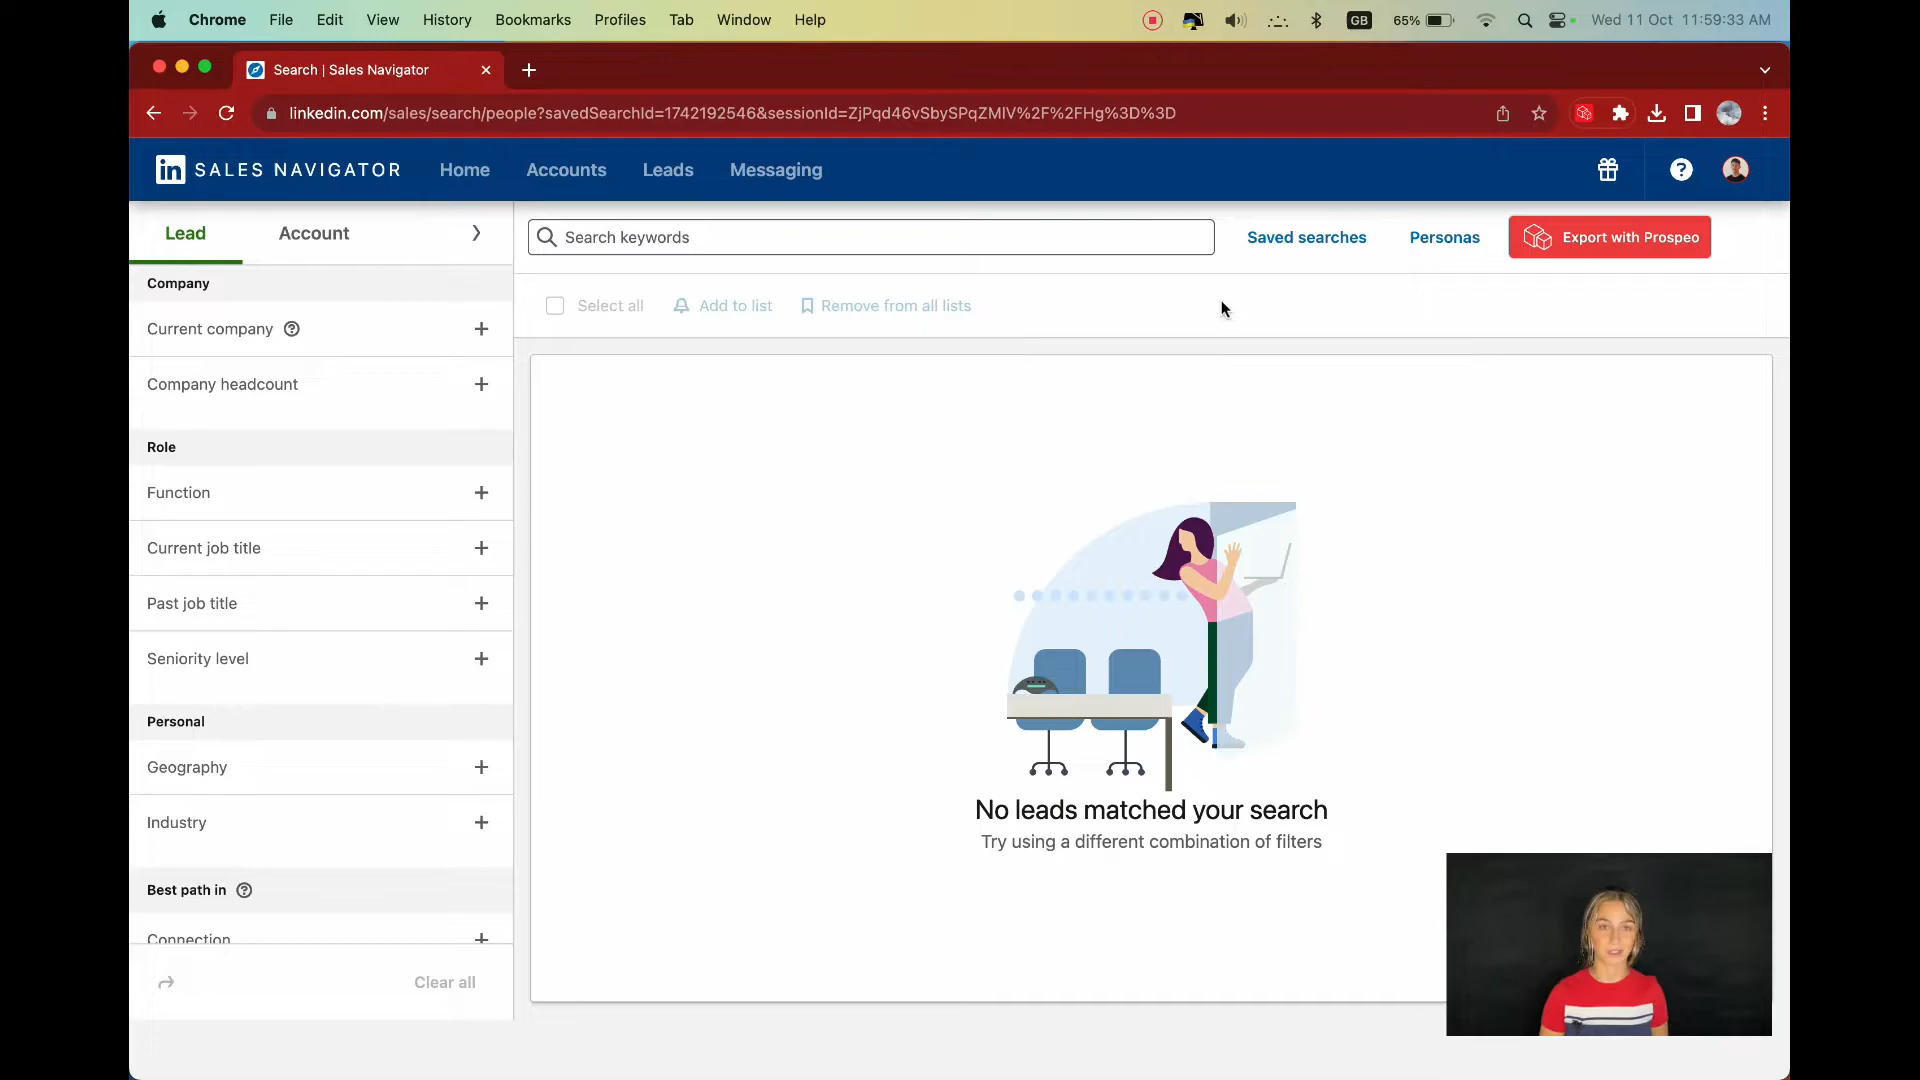 Chrome File Edit View History Bookmarks Profiles Tab Window Help GB 65% Wed 11 Oct 11:59:33 AM
Search | Sales Navigator
linkedin.com/sales/search/people?savedSearchId=1742192546&sessionId=ZjPqd46vSbySPqZMlV%2F%2FHg%3D%3D
in SALES NAVIGATOR Home Accounts Leads Messaging
Lead Account
Search keywords
Saved searches Personas Export with Prospeo
Company
Select all Add to list Remove from all lists
Current company
Company headcount
Role
Function
Current job title
Past job title
Seniority level
Personal
Geography
Industry
No leads matched your search
Try using a different combination of filters
Best path in
Connection
Clear all